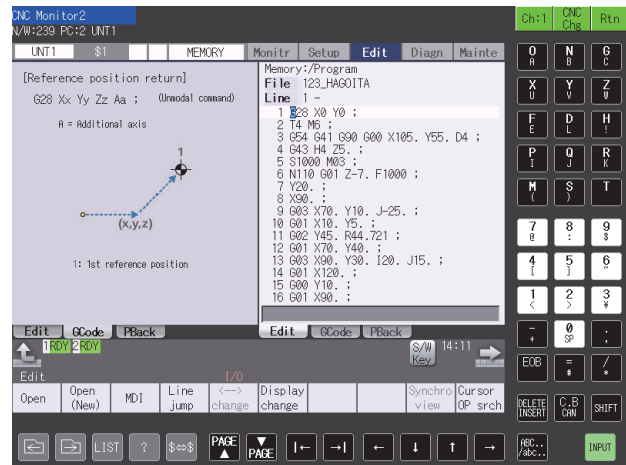 CNC Monitor2
N/W:239 PC:2 UNT1
Ch:1 CNC Chg Rtn
UNT1 $1 MEMORY Monitr Setup Edit Diagn Mainte
[Reference position return]
G28 Xx Yy Zz Aa ; (Unmodal command)
A = Additional axis
1
(x,y,z)
1: 1st reference position
Memory:/Program
File 123_HAGOITA
Line 1 -
1 G28 X0 Y0 ;
2 T4 M6 ;
3 G54 G41 G90 G00 X105. Y55. D4 ;
4 G43 H4 Z5. ;
5 S1000 M03 ;
6 N110 G01 Z-7. F1000 ;
7 Y20. ;
8 X90. ;
9 G03 X70. Y10. J-25. ;
10 G01 X10. Y5. ;
11 G02 Y45. R44.721 ;
12 G01 X70. Y40. ;
13 G03 X90. Y30. I20. J15. ;
14 G01 X120. ;
15 G00 Y10. ;
16 G01 X90. ;
Edit GCode PBack Edit GCode PBack
1RDY 2RDY S/W Key 14:11
Edit I/O
Open Open (New) MDI Line jump <--> change Display change Synchro view Cursor OP srch
LIST ? $⇔$ PAGE ▲ ▼ PAGE |← →| ← ↓ ↑ →
O A N B G C
X U Y V Z W
F E D L H !
P I Q J R K
M ( S ) T
7 @ 8 : 9 $
4 [ 5 ] 6 "
1 < 2 > 3 ¥
- + 0 SP . ,
EOB = # / *
DELETE INSERT C.B CAN SHIFT
ABC.. /abc.. INPUT